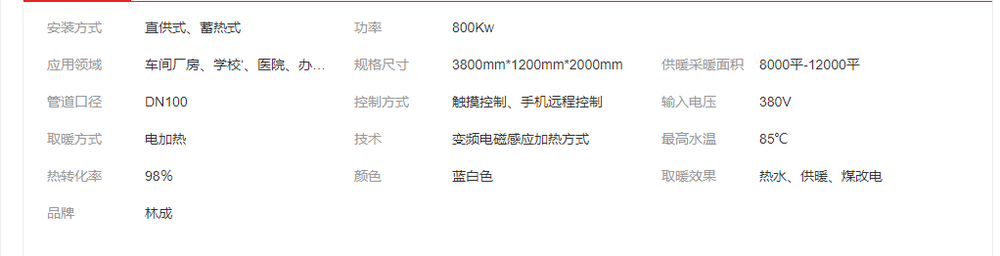 安装方式 直供式、蓄热式 功率 800Kw
应用领域 车间厂房、学校‘、医院、办… 规格尺寸 3800mm*1200mm*2000mm 供暖采暖面积 8000平-12000平
管道口径 DN100 控制方式 触摸控制、手机远程控制 输入电压 380V
取暖方式 电加热 技术 变频电磁感应加热方式 最高水温 85℃
热转化率 98% 颜色 蓝白色 取暖效果 热水、供暖、煤改电
品牌 林成